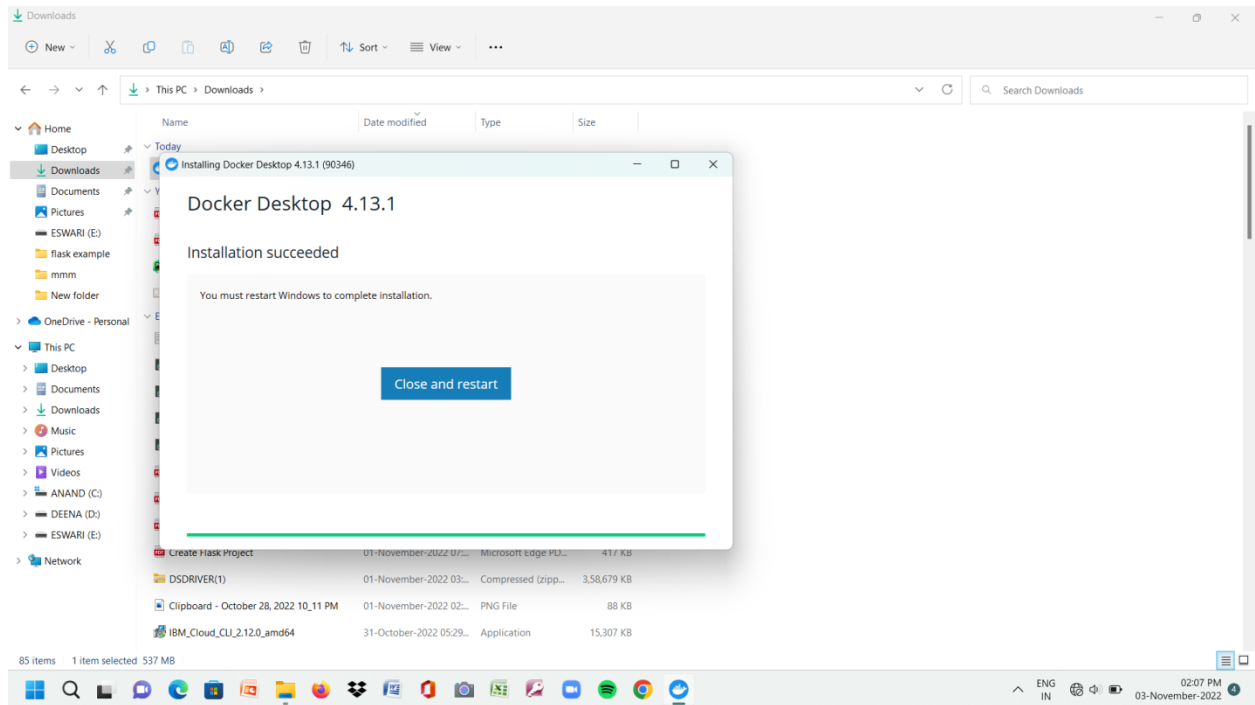 Downloads
New
Sort
View
This PC > Downloads >
Search Downloads
Home
Desktop
Downloads
Documents
Pictures
ESWARI (E:)
flask example
mmm
New folder
OneDrive - Personal
This PC
Desktop
Documents
Downloads
Music
Pictures
Videos
ANAND (C:)
DEENA (D:)
ESWARI (E:)
Network
Name Date modified Type Size
Today
Y
E
Installing Docker Desktop 4.13.1 (90346)
Docker Desktop 4.13.1
Installation succeeded
You must restart Windows to complete installation.
Close and restart
Create Flask Project 01-November-2022 07:... Microsoft Edge PD... 417 KB
DSDRIVER(1) 01-November-2022 03:... Compressed (zipp... 3,58,679 KB
Clipboard - October 28, 2022 10_11 PM 01-November-2022 02:... PNG File 88 KB
IBM_Cloud_CLI_2.12.0_amd64 31-October-2022 05:29... Application 15,307 KB
85 items 1 item selected 537 MB
ENG
IN
02:07 PM
03-November-2022
4